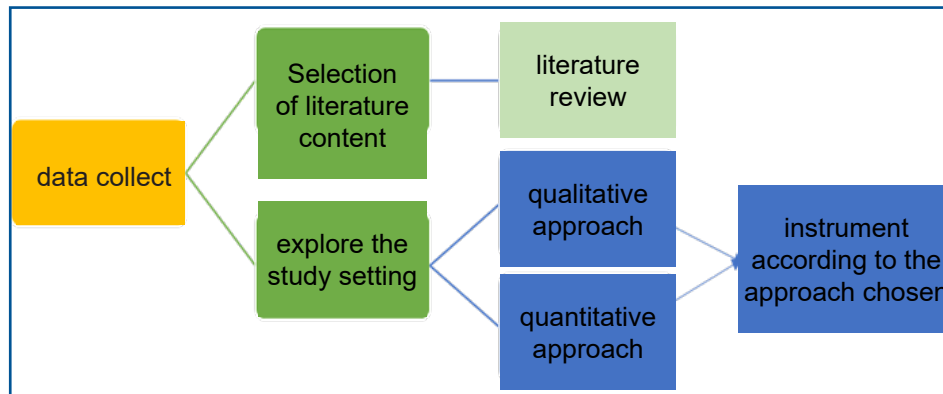 data collect
Selection
of literature
content
explore the
study setting
literature
review
qualitative
approach
quantitative
approach
instrument
according to the
approach chosen